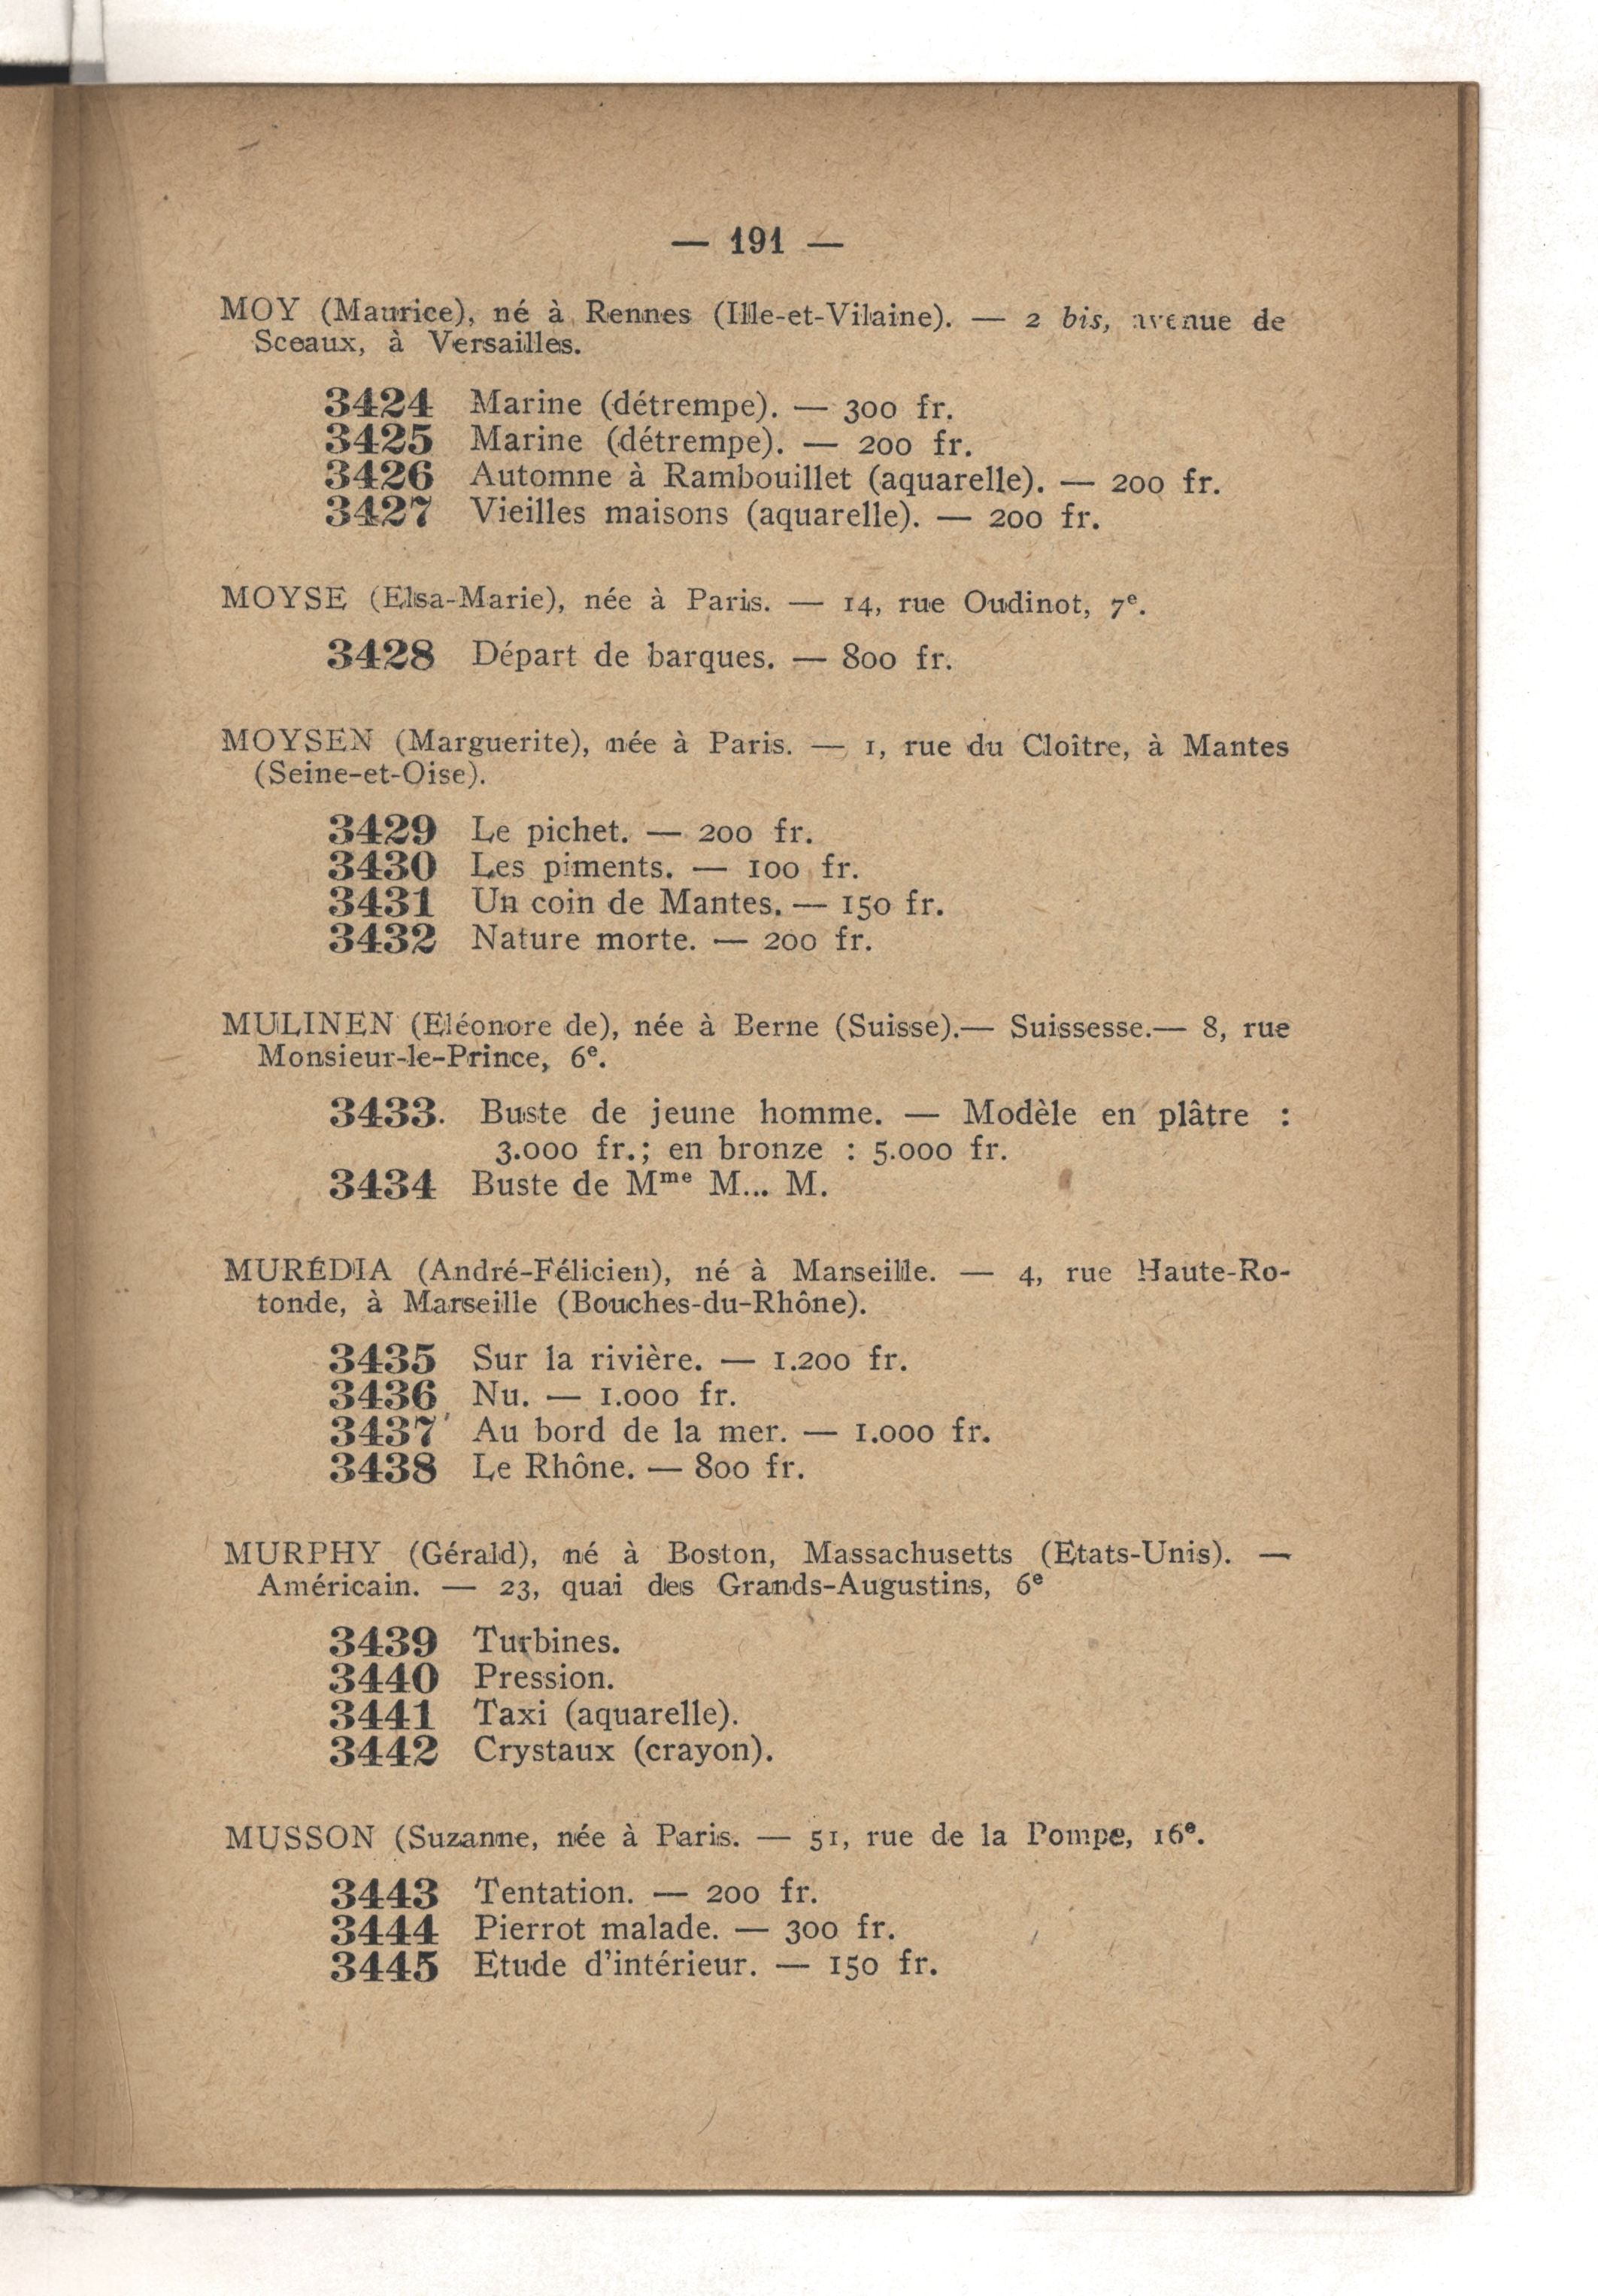 — 191 —
MOY (Maurice), né à Rennes (Ille-et-Vilaine). — 2 bis, avenue de
Sceaux, à Versailles.
3424 Marine (détrempe). — 300 fr.
3425 Marine (détrempe). — 200 fr.
3426 Automne à Rambouillet (aquarelle). — 200 fr.
3427 Vieilles maisons (aquarelle). — 200 fr.
MOYSE (Elsa-Marie), née à Paris. — 14, rue Oudinot, 7e.
3428 Départ de barques. — 800 fr.
MOYSEN (Marguerite), née à Paris. — 1, rue du Cloître, à Mantes
(Seine-et-Oise).
3429 Le pichet. — 200 fr.
3430 Les piments. — 100 fr.
3431 Un coin de Mantes. — 150 fr.
3432 Nature morte. — 200 fr.
MULINEN (Eléonore de), née à Berne (Suisse).— Suissesse.— 8, rue
Monsieur-le-Prince, 6e.
3433. Buste de jeune homme. — Modèle en plâtre :
3.000 fr.; en bronze : 5.000 fr.
3434 Buste de Mme M... M.
MURÉDIA (André-Félicien), né à Marseille. — 4, rue Haute-Ro-
tonde, à Marseille (Bouches-du-Rhône).
3435 Sur la rivière. — 1.200 fr.
3436 Nu. — 1.000 fr.
3437 Au bord de la mer. — 1.000 fr.
3438 Le Rhône. — 800 fr.
MURPHY (Gérald), né à Boston, Massachusetts (Etats-Unis). —
Américain. — 23, quai des Grands-Augustins, 6e
3439 Turbines.
3440 Pression.
3441 Taxi (aquarelle).
3442 Crystaux (crayon).
MUSSON (Suzanne, née à Paris. — 51, rue de la Pompe, 16e.
3443 Tentation. — 200 fr.
3444 Pierrot malade. — 300 fr.
3445 Etude d'intérieur. — 150 fr.